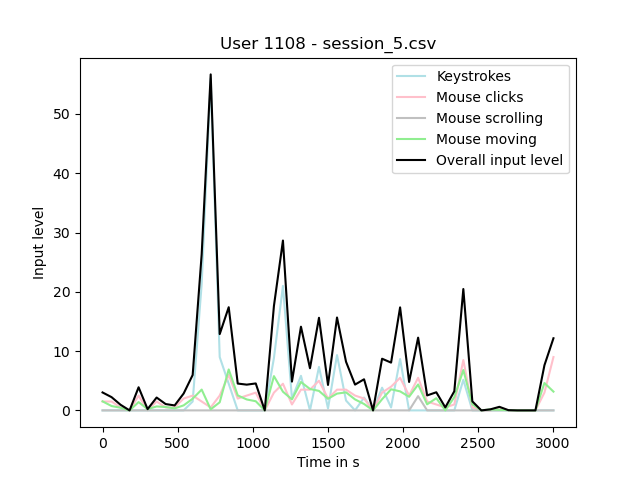 User 1108 - session_5.csv
Keystrokes
Mouse clicks
Mouse scrolling
Mouse moving
Overall input level
Input level
50
40
30
20
10
0
0 500 1000 1500 2000 2500 3000
Time in s